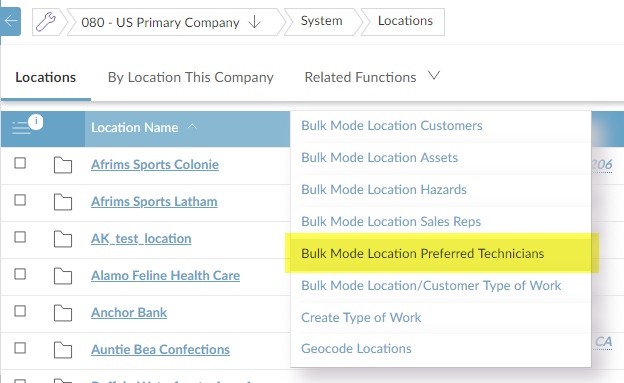 080 - US Primary Company System Locations
Locations By Location This Company Related Functions
i
Location Name
Bulk Mode Location Customers
Bulk Mode Location Assets
Bulk Mode Location Hazards
Bulk Mode Location Sales Reps
Bulk Mode Location Preferred Technicians
Bulk Mode Location/Customer Type of Work
Create Type of Work
Geocode Locations
Afrims Sports Colonie
206
Afrims Sports Latham
AK_test_location
Alamo Feline Health Care
Anchor Bank
Auntie Bea Confections
CA